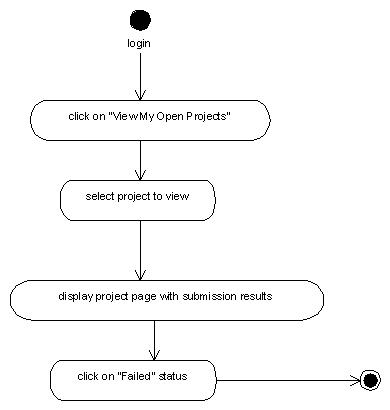 login
click on "View My Open Projects"
select project to view
display project page with submission results
click on "Failed" status